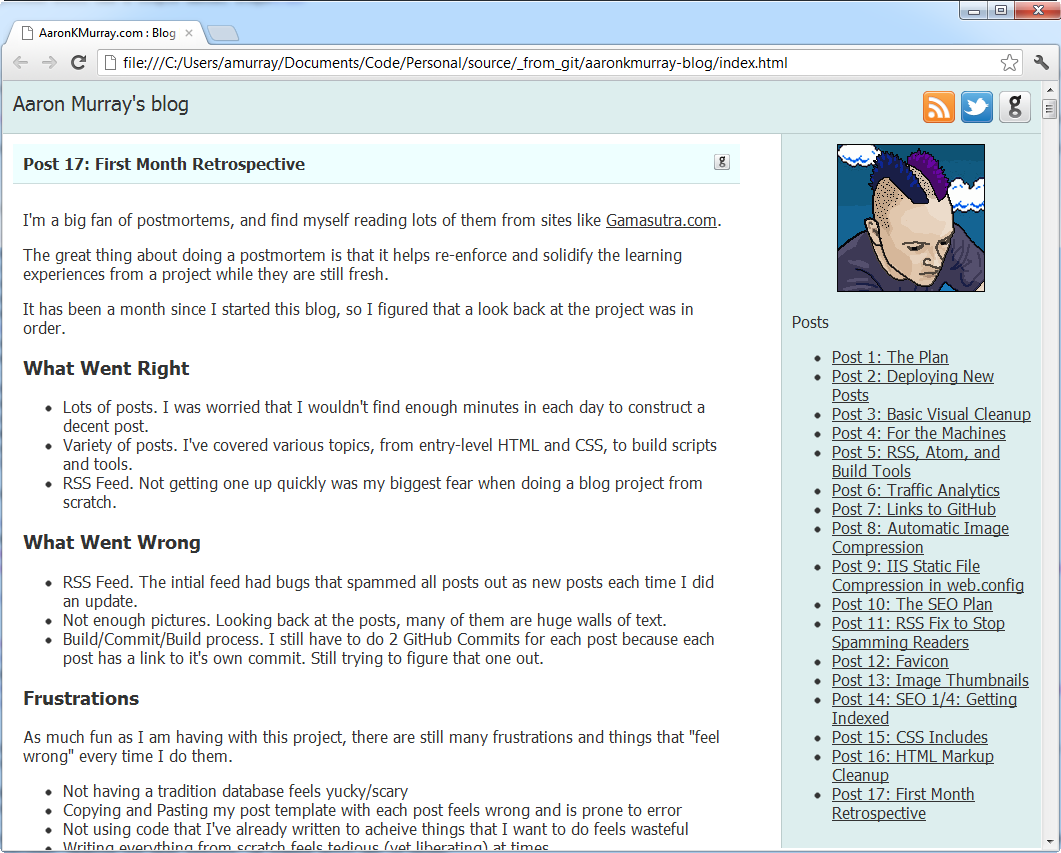 AaronKMurray.com : Blog
file:///C:/Users/amurray/Documents/Code/Personal/source/_from_git/aaronkmurray-blog/index.html
Aaron Murray's blog
g
Post 17: First Month Retrospective
g
I'm a big fan of postmortems, and find myself reading lots of them from sites like Gamasutra.com.
The great thing about doing a postmortem is that it helps re-enforce and solidify the learning
experiences from a project while they are still fresh.
It has been a month since I started this blog, so I figured that a look back at the project was in
order.
What Went Right
Lots of posts. I was worried that I wouldn't find enough minutes in each day to construct a
decent post.
Variety of posts. I've covered various topics, from entry-level HTML and CSS, to build scripts
and tools.
RSS Feed. Not getting one up quickly was my biggest fear when doing a blog project from
scratch.
What Went Wrong
RSS Feed. The intial feed had bugs that spammed all posts out as new posts each time I did
an update.
Not enough pictures. Looking back at the posts, many of them are huge walls of text.
Build/Commit/Build process. I still have to do 2 GitHub Commits for each post because each
post has a link to it's own commit. Still trying to figure that one out.
Frustrations
As much fun as I am having with this project, there are still many frustrations and things that "feel
wrong" every time I do them.
Not having a tradition database feels yucky/scary
Copying and Pasting my post template with each post feels wrong and is prone to error
Not using code that I've already written to acheive things that I want to do feels wasteful
Writing everything from scratch feels tedious (yet liberating) at times
Posts
Post 1: The Plan
Post 2: Deploying New
Posts
Post 3: Basic Visual Cleanup
Post 4: For the Machines
Post 5: RSS, Atom, and
Build Tools
Post 6: Traffic Analytics
Post 7: Links to GitHub
Post 8: Automatic Image
Compression
Post 9: IIS Static File
Compression in web.config
Post 10: The SEO Plan
Post 11: RSS Fix to Stop
Spamming Readers
Post 12: Favicon
Post 13: Image Thumbnails
Post 14: SEO 1/4: Getting
Indexed
Post 15: CSS Includes
Post 16: HTML Markup
Cleanup
Post 17: First Month
Retrospective